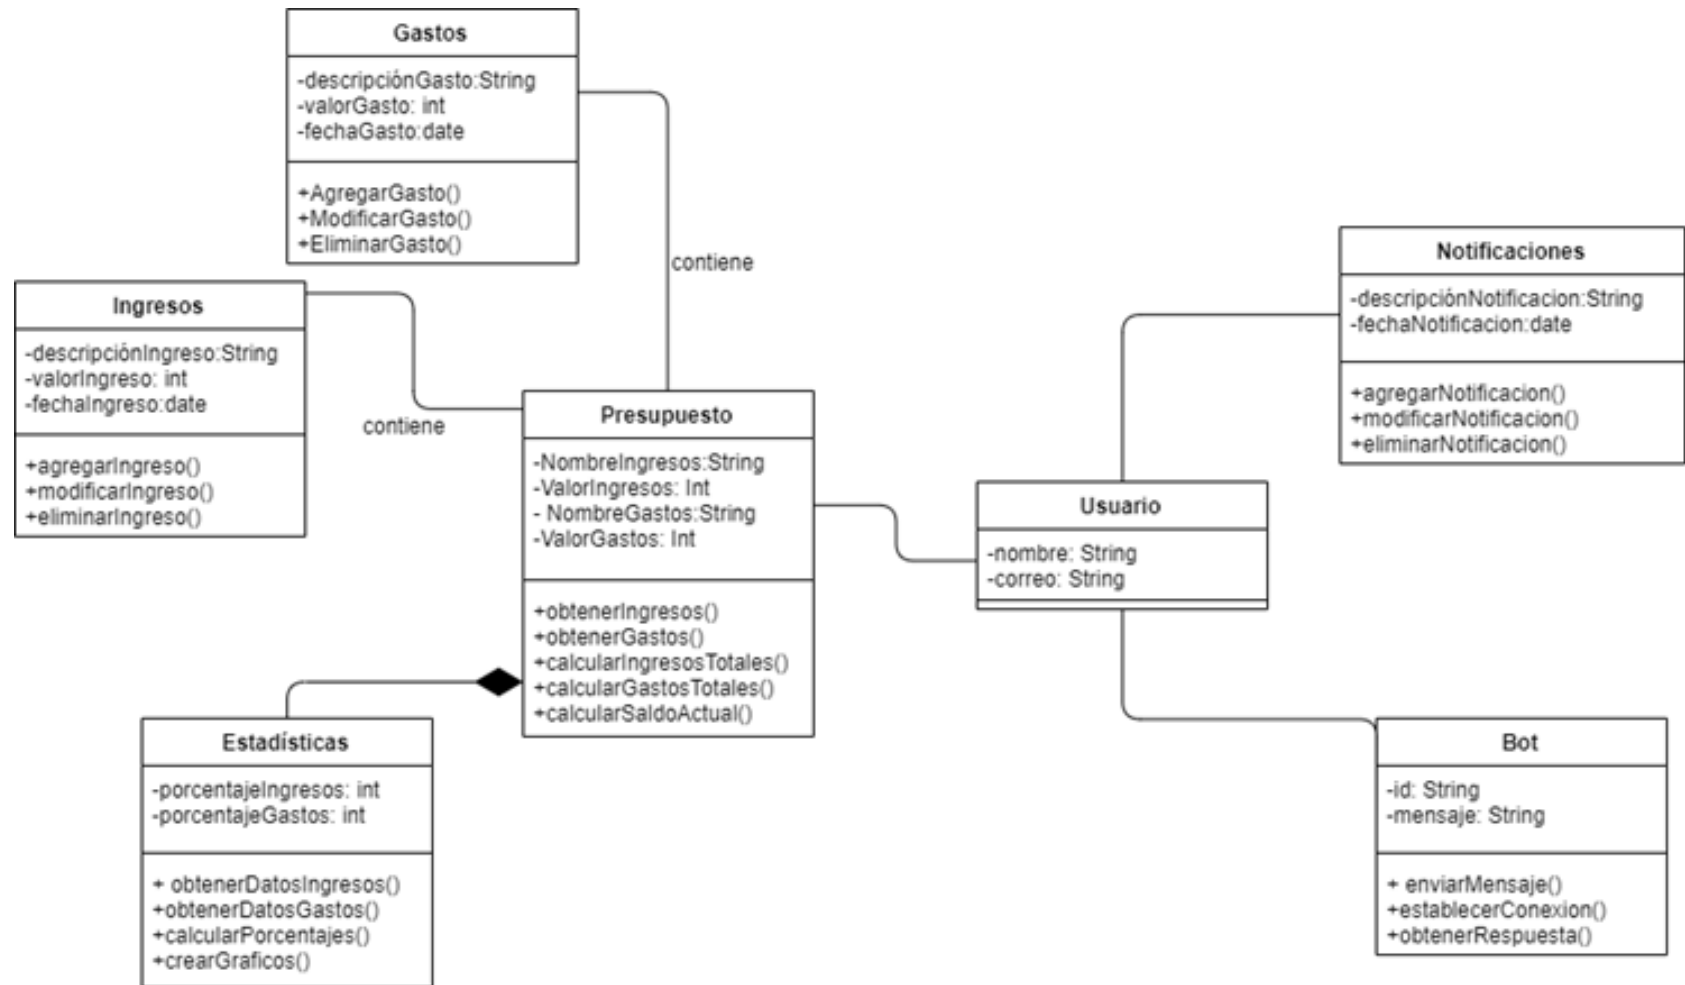 Gastos
-descripciónGasto:String
-valorGasto: int
-fechaGasto:date
+AgregarGasto()
+ModificarGasto()
+EliminarGasto()
contiene
Ingresos
-descripciónIngreso:String
-valorIngreso: int
-fechaIngreso:date
+agregarIngreso()
+modificarIngreso()
+eliminarIngreso()
contiene
Presupuesto
-NombreIngresos:String
-ValorIngresos: Int
- NombreGastos:String
-ValorGastos: Int
+obtenerIngresos()
+obtenerGastos()
+calcularIngresosTotales()
+calcularGastosTotales()
+calcularSaldoActual()
Notificaciones
-descripciónNotificacion:String
-fechaNotificacion:date
+agregarNotificacion()
+modificarNotificacion()
+eliminarNotificacion()
Usuario
-nombre: String
-correo: String
Estadísticas
-porcentajeIngresos: int
-porcentajeGastos: int
+ obtenerDatosIngresos()
+obtenerDatosGastos()
+calcularPorcentajes()
+crearGraficos()
Bot
-id: String
-mensaje: String
+ enviarMensaje()
+establecerConexion()
+obtenerRespuesta()